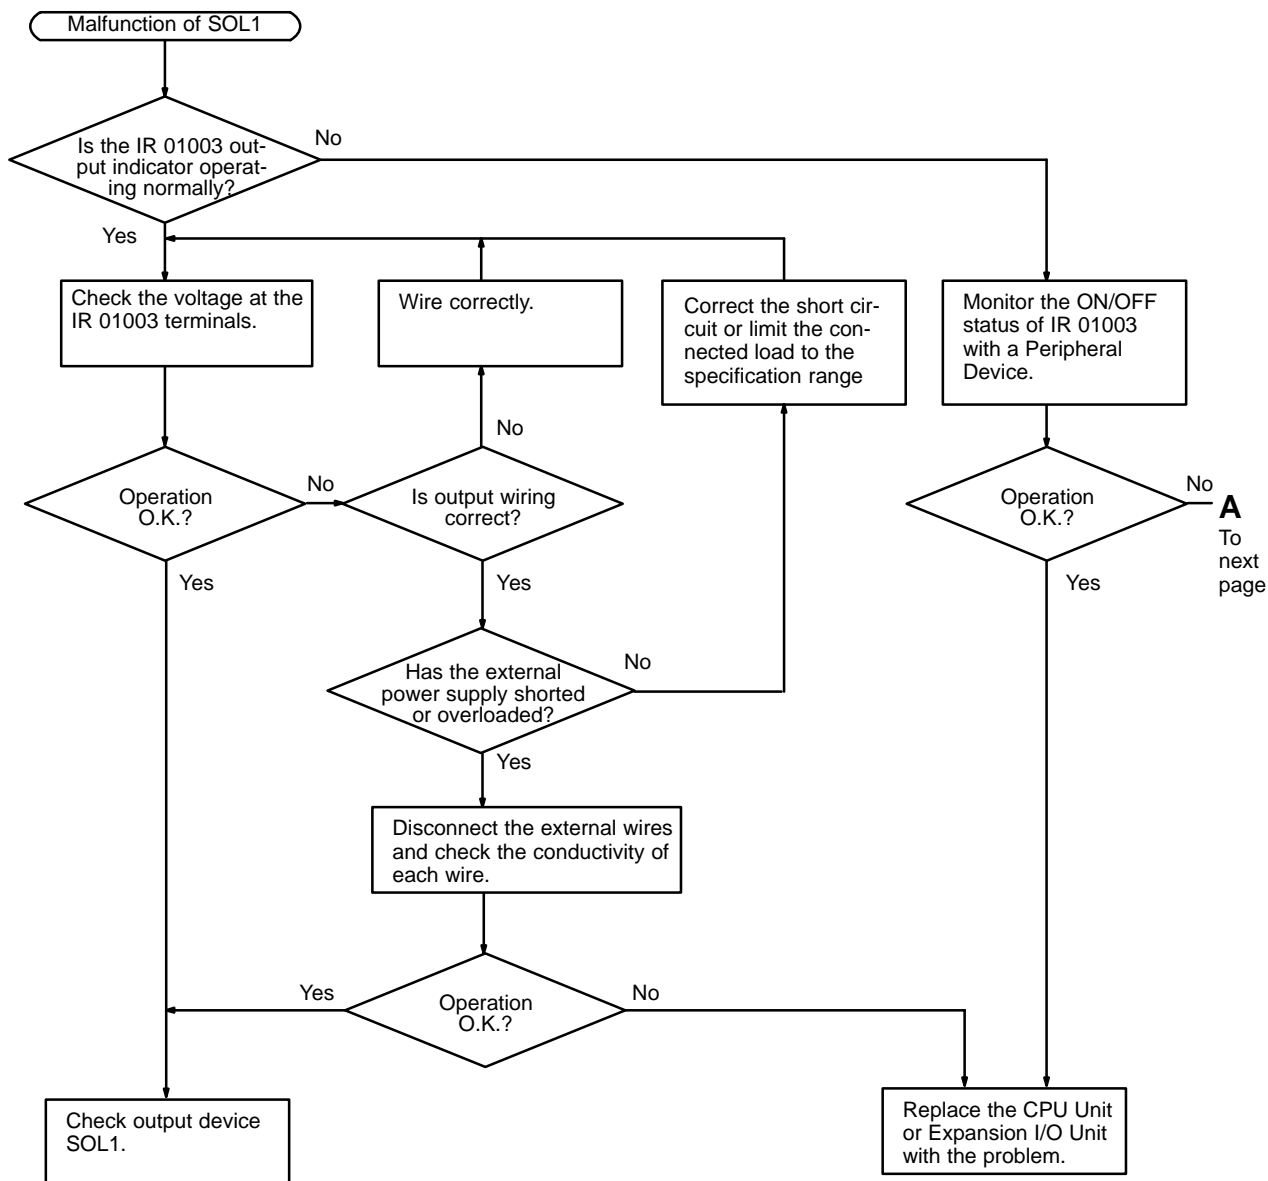 Malfunction of SOL1
Is the IR 01003 out-
put indicator operat-
ing normally?
No
Yes
Check the voltage at the
IR 01003 terminals.
Wire correctly.
Correct the short cir-
cuit or limit the con-
nected load to the
specification range
Monitor the ON/OFF
status of IR 01003
with a Peripheral
Device.
No
Operation
O.K.?
No
Is output wiring
correct?
Operation
O.K.?
No
A
To
next
page
Yes
Yes
Yes
Has the external
power supply shorted
or overloaded?
No
Yes
Disconnect the external wires
and check the conductivity of
each wire.
Yes
Operation
O.K.?
No
Check output device
SOL1.
Replace the CPU Unit
or Expansion I/O Unit
with the problem.